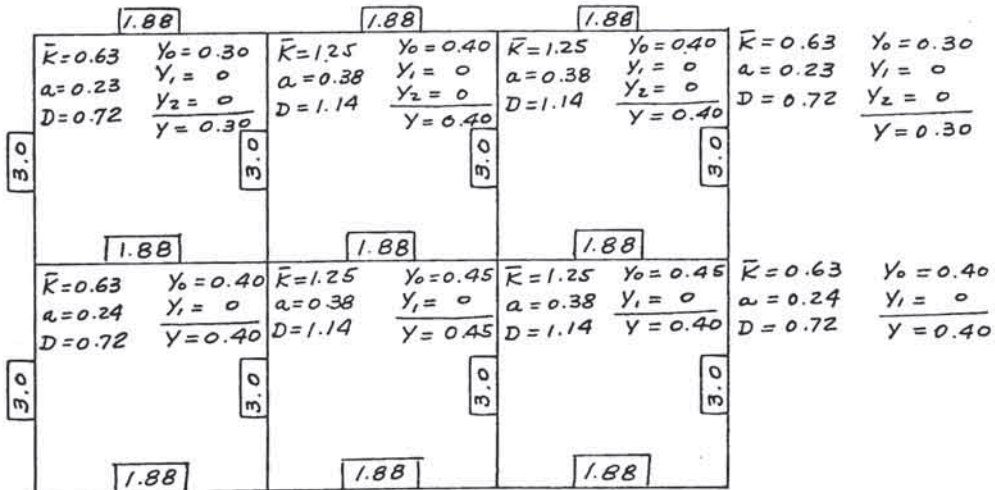 1.88 1.88 1.88
K̄=0.63 Y₀=0.30
a=0.23 Y₁= 0
D=0.72 Y₂= 0
Y=0.30
K̄=1.25 Y₀=0.40
a=0.38 Y₁= 0
D=1.14 Y₂=0
Y=0.40
K̄=1.25 Y₀=0.40
a=0.38 Y₁= 0
D=1.14 Y₂= 0
Y=0.40
K̄=0.63 Y₀=0.30
a=0.23 Y₁= 0
D=0.72 Y₂= 0
Y=0.30
3.0 3.0 3.0 3.0
1.88 1.88 1.88
K̄=0.63 Y₀=0.40
a=0.24 Y₁= 0
D=0.72 Y=0.40
K̄=1.25 Y₀=0.45
a=0.38 Y₁= 0
D=1.14 Y=0.45
K̄=1.25 Y₀=0.45
a=0.38 Y₁= 0
D=1.14 Y=0.40
K̄=0.63 Y₀=0.40
a=0.24 Y₁= 0
D=0.72 Y=0.40
3.0 3.0 3.0 3.0
1.88 1.88 1.88